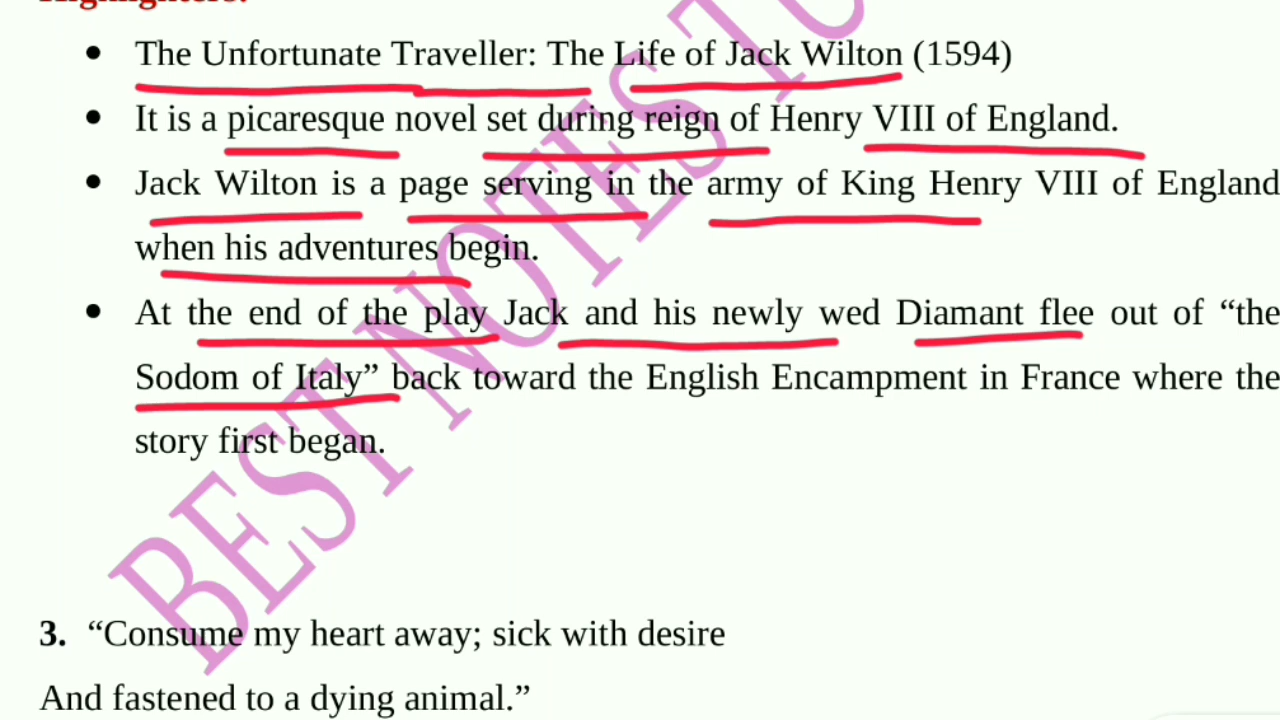 Highlighters:
• The Unfortunate Traveller: The Life of Jack Wilton (1594)
• It is a picaresque novel set during reign of Henry VIII of England.
• Jack Wilton is a page serving in the army of King Henry VIII of England
when his adventures begin.
• At the end of the play Jack and his newly wed Diamant flee out of “the
Sodom of Italy” back toward the English Encampment in France where the
story first began.
BEST NOTES TO
3. “Consume my heart away; sick with desire
And fastened to a dying animal.”